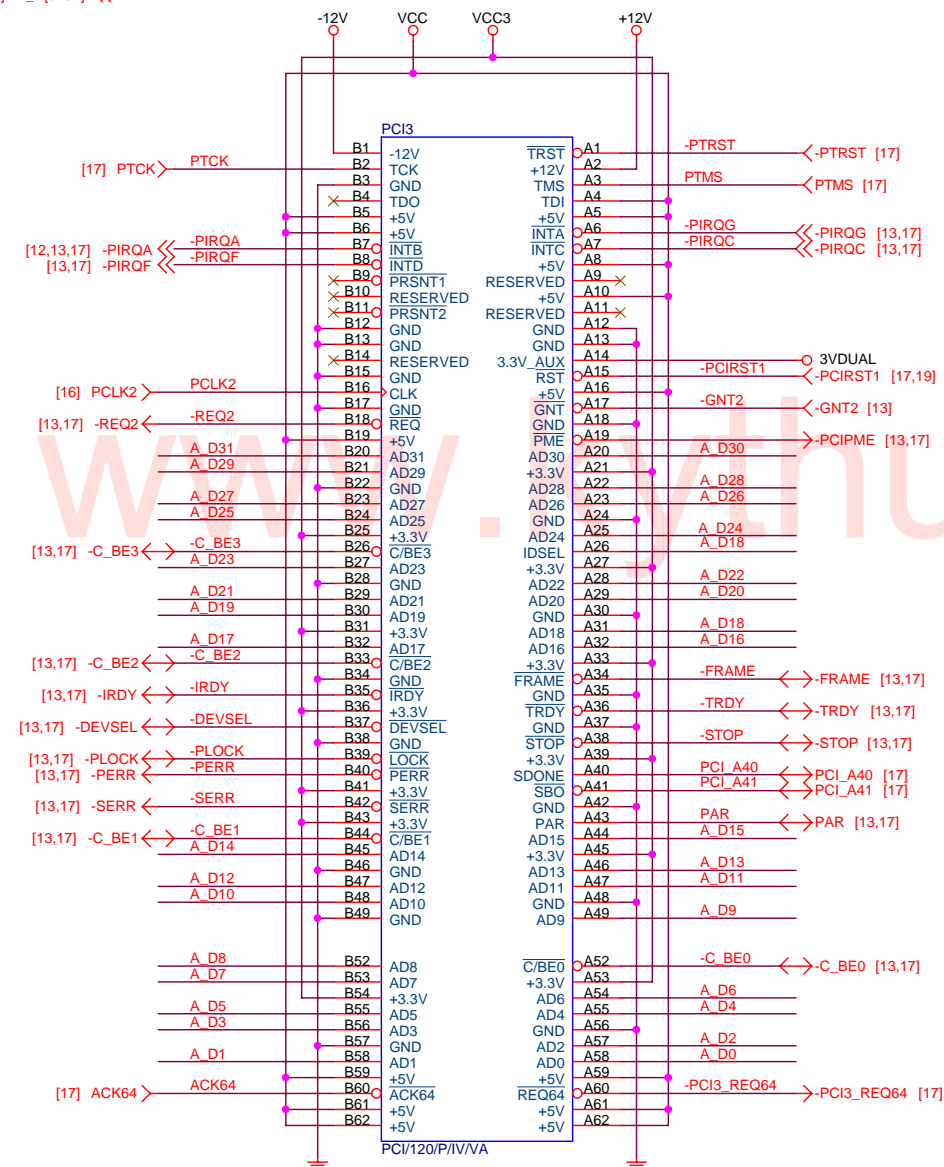 -12V VCC VCC3 +12V
PCI3
B1 -12V TRST A1 -PTRST -PTRST [17]
[17] PTCK PTCK B2 TCK +12V A2
B3 GND TMS A3 PTMS PTMS [17]
B4 TDO TDI A4
B5 +5V +5V A5
B6 +5V INTA A6 -PIRQG -PIRQG [13,17]
[12,13,17] -PIRQA -PIRQA B7 INTB INTC A7 -PIRQC -PIRQC [13,17]
[13,17] -PIRQF -PIRQF B8 INTD +5V A8
B9 PRSNT1 RESERVED A9
B10 RESERVED +5V A10
B11 PRSNT2 RESERVED A11
B12 GND GND A12
B13 GND GND A13
B14 RESERVED 3.3V_AUX A14 3VDUAL
B15 GND RST A15 -PCIRST1 -PCIRST1 [17,19]
[16] PCLK2 PCLK2 B16 CLK +5V A16
B17 GND GNT A17 -GNT2 -GNT2 [13]
[13,17] -REQ2 -REQ2 B18 REQ GND A18
B19 +5V PME A19 -PCIPME [13,17]
A_D31 B20 AD31 AD30 A20 A_D30
A_D29 B21 AD29 +3.3V A21
B22 GND AD28 A22 A_D28
A_D27 B23 AD27 AD26 A23 A_D26
A_D25 B24 AD25 GND A24
B25 +3.3V AD24 A25 A_D24
[13,17] -C_BE3 -C_BE3 B26 C/BE3 IDSEL A26 A_D18
A_D23 B27 AD23 +3.3V A27
B28 GND AD22 A28 A_D22
A_D21 B29 AD21 AD20 A29 A_D20
A_D19 B30 AD19 GND A30
B31 +3.3V AD18 A31 A_D18
A_D17 B32 AD17 AD16 A32 A_D16
[13,17] -C_BE2 -C_BE2 B33 C/BE2 +3.3V A33
B34 GND FRAME A34 -FRAME -FRAME [13,17]
[13,17] -IRDY -IRDY B35 IRDY GND A35
B36 +3.3V TRDY A36 -TRDY -TRDY [13,17]
[13,17] -DEVSEL -DEVSEL B37 DEVSEL GND A37
B38 GND STOP A38 -STOP -STOP [13,17]
[13,17] -PLOCK -PLOCK B39 LOCK +3.3V A39
[13,17] -PERR -PERR B40 PERR SDONE A40 PCI_A40 PCI_A40 [17]
B41 +3.3V SBO A41 PCI_A41 PCI_A41 [17]
[13,17] -SERR -SERR B42 SERR GND A42
B43 +3.3V PAR A43 PAR PAR [13,17]
[13,17] -C_BE1 -C_BE1 B44 C/BE1 AD15 A44 A_D15
A_D14 B45 AD14 +3.3V A45
B46 GND AD13 A46 A_D13
A_D12 B47 AD12 AD11 A47 A_D11
A_D10 B48 AD10 GND A48
B49 GND AD9 A49 A_D9
A_D8 B52 AD8 C/BE0 A52 -C_BE0 -C_BE0 [13,17]
A_D7 B53 AD7 +3.3V A53
B54 +3.3V AD6 A54 A_D6
A_D5 B55 AD5 AD4 A55 A_D4
A_D3 B56 AD3 GND A56
B57 GND AD2 A57 A_D2
A_D1 B58 AD1 AD0 A58 A_D0
B59 +5V +5V A59
[17] ACK64 ACK64 B60 ACK64 REQ64 A60 -PCI3_REQ64 -PCI3_REQ64 [17]
B61 +5V +5V A61
B62 +5V +5V A62
PCI/120/P/IV/VA
www.kythu